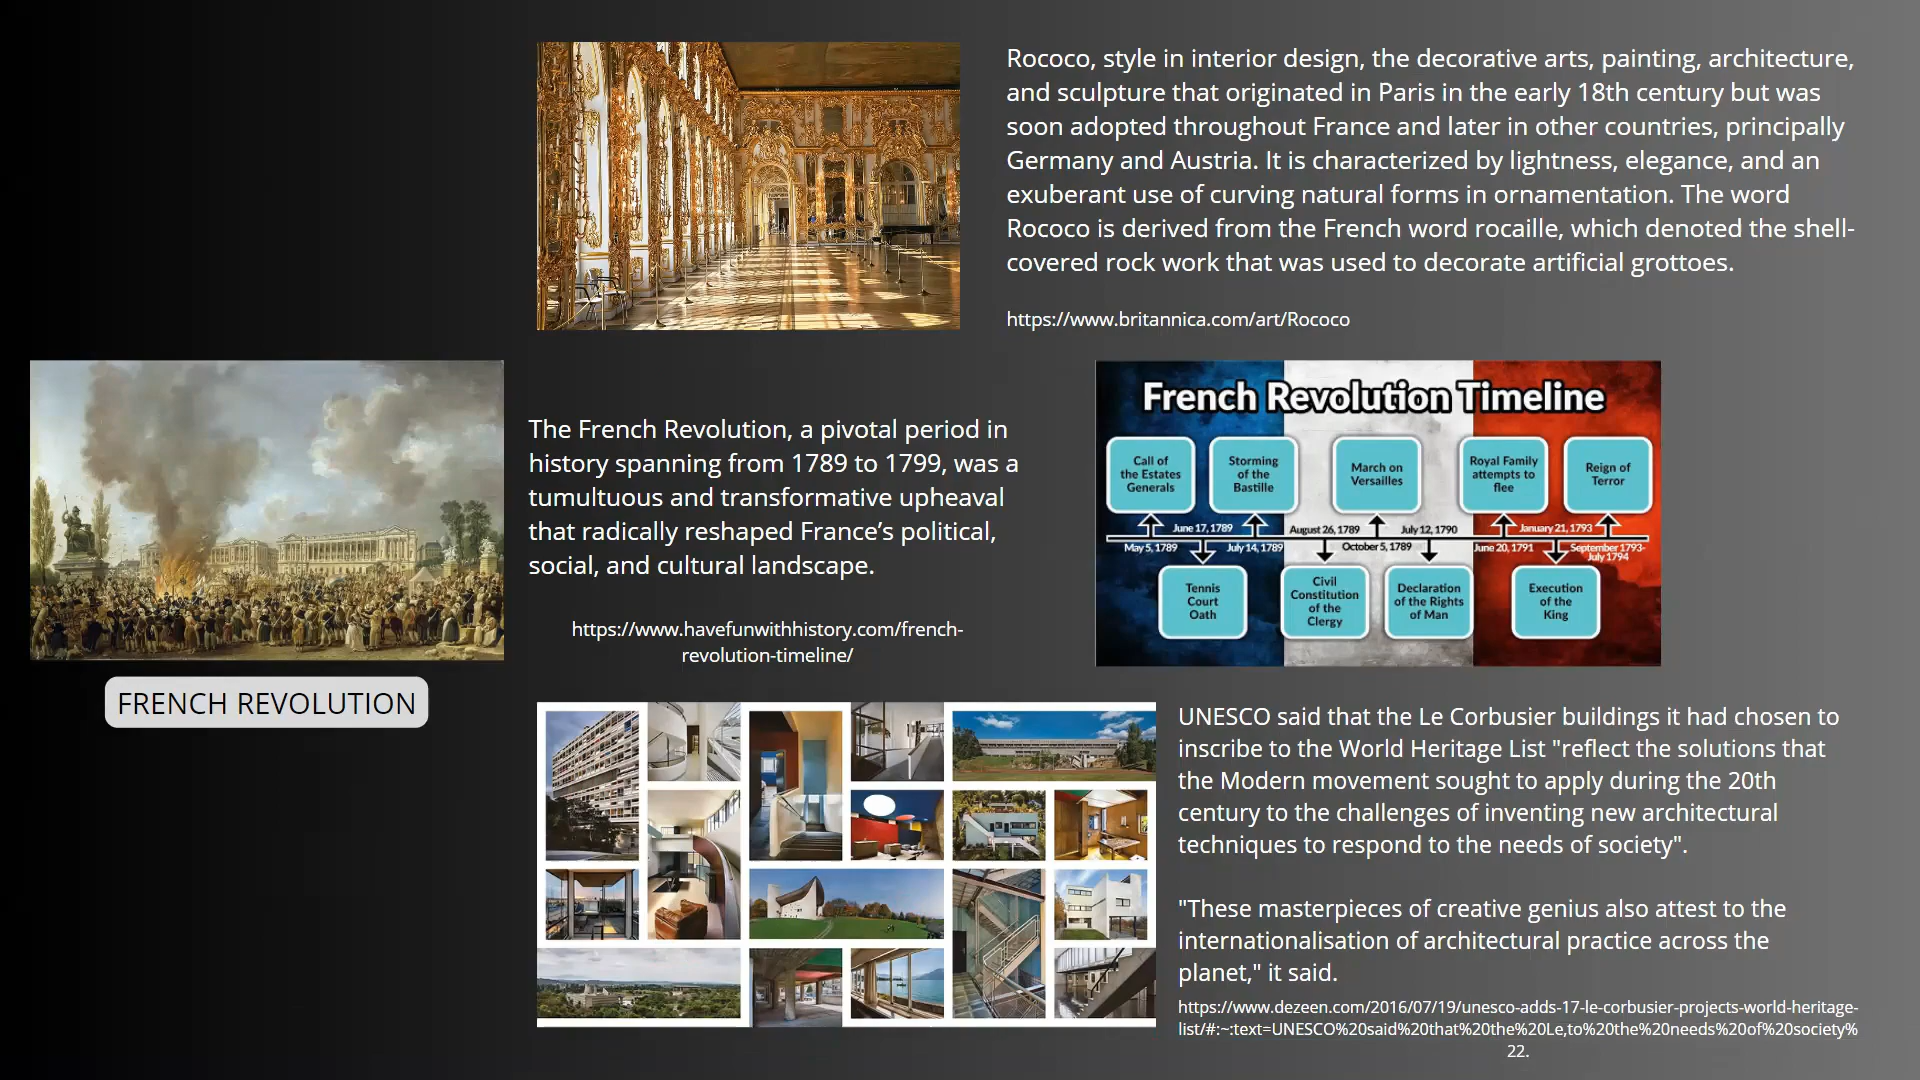 Rococo, style in interior design, the decorative arts, painting, architecture,
and sculpture that originated in Paris in the early 18th century but was
soon adopted throughout France and later in other countries, principally
Germany and Austria. It is characterized by lightness, elegance, and an
exuberant use of curving natural forms in ornamentation. The word
Rococo is derived from the French word rocaille, which denoted the shell-
covered rock work that was used to decorate artificial grottoes.
https://www.britannica.com/art/Rococo
FRENCH REVOLUTION
The French Revolution, a pivotal period in
history spanning from 1789 to 1799, was a
tumultuous and transformative upheaval
that radically reshaped France’s political,
social, and cultural landscape.
https://www.havefunwithhistory.com/french-
revolution-timeline/
French Revolution Timeline
Call of
the Estates
Generals
Storming
of the
Bastille
March on
Versailles
Royal Family
attempts to
flee
Reign of
Terror
June 17, 1789
August 26, 1789
July 12, 1790
January 21, 1793
May 5, 1789
July 14, 1789
October 5, 1789
June 20, 1791
September 1793-
July 1794
Tennis
Court
Oath
Civil
Constitution
of the
Clergy
Declaration
of the Rights
of Man
Execution
of the
King
UNESCO said that the Le Corbusier buildings it had chosen to
inscribe to the World Heritage List "reflect the solutions that
the Modern movement sought to apply during the 20th
century to the challenges of inventing new architectural
techniques to respond to the needs of society".
"These masterpieces of creative genius also attest to the
internationalisation of architectural practice across the
planet," it said.
https://www.dezeen.com/2016/07/19/unesco-adds-17-le-corbusier-projects-world-heritage-
list/#:~:text=UNESCO%20said%20that%20the%20Le,to%20the%20needs%20of%20society%
22.